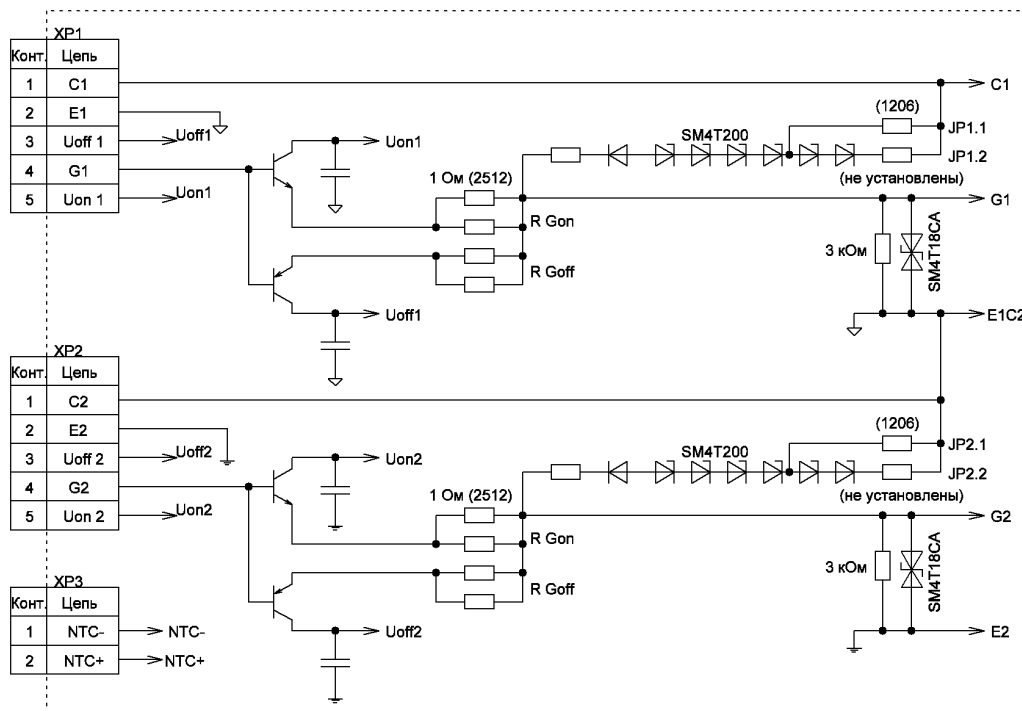 XP1
Конт. Цепь
1 C1
2 E1
3 Uoff 1
4 G1
5 Uon 1
Uoff1
Uon1
Uon1
1 Ом (2512)
R Gon
R Goff
Uoff1
SM4T200
(1206)
JP1.1
JP1.2
(не установлены)
C1
G1
3 кОм
SM4T18CA
E1C2
XP2
Конт. Цепь
1 C2
2 E2
3 Uoff 2
4 G2
5 Uon 2
Uoff2
Uon2
Uon2
1 Ом (2512)
R Gon
R Goff
Uoff2
SM4T200
(1206)
JP2.1
JP2.2
(не установлены)
G2
3 кОм
SM4T18CA
E2
XP3
Конт. Цепь
1 NTC-
2 NTC+
NTC-
NTC+